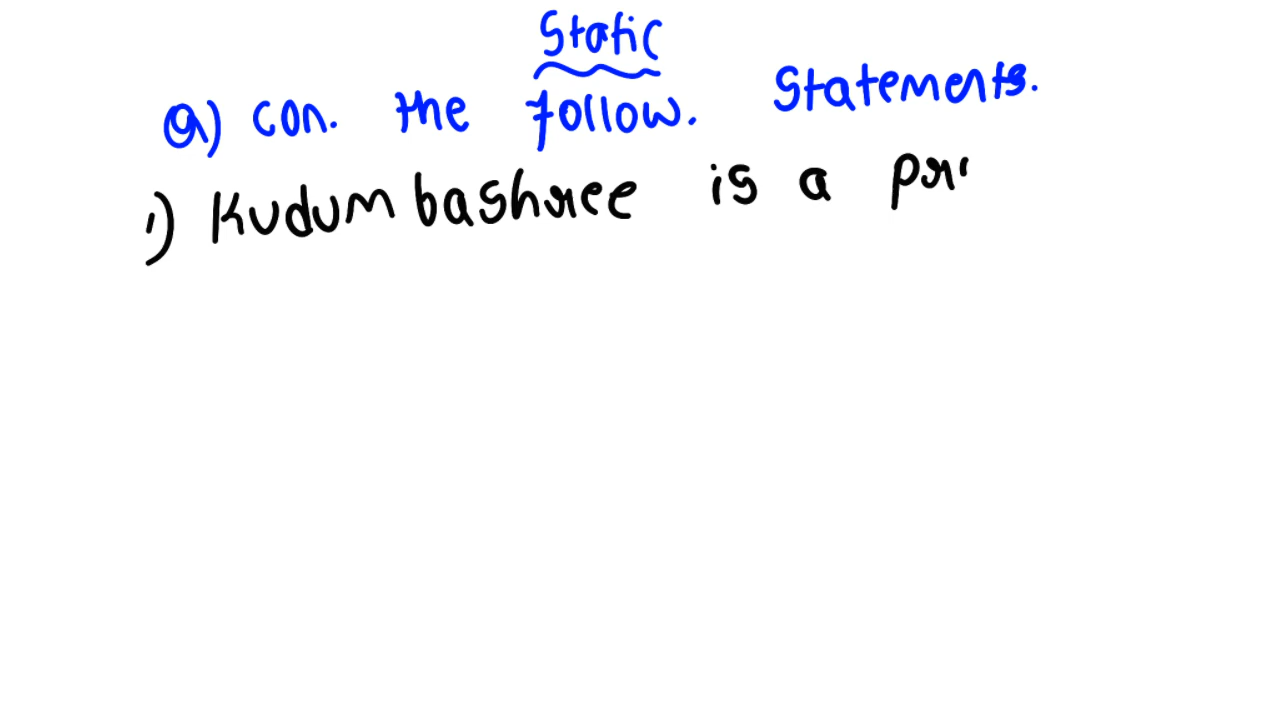 Static
Q) con. the follow. Statements.
1) Kudumbashree is a